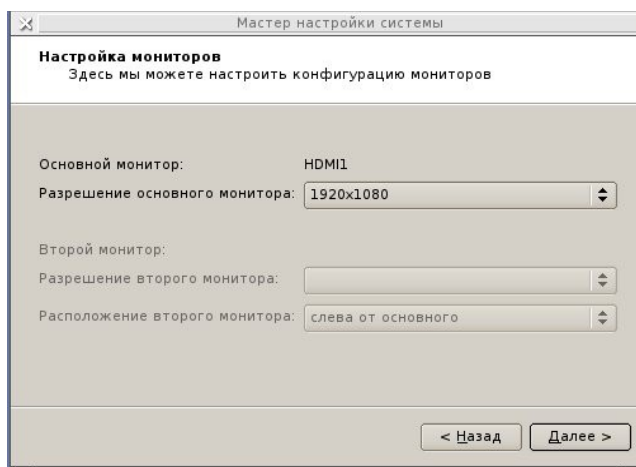 Мастер настройки системы
Настройка мониторов
Здесь мы можете настроить конфигурацию мониторов
Основной монитор: HDMI1
Разрешение основного монитора: 1920x1080
Второй монитор:
Разрешение второго монитора:
Расположение второго монитора: слева от основного
< Назад Далее >